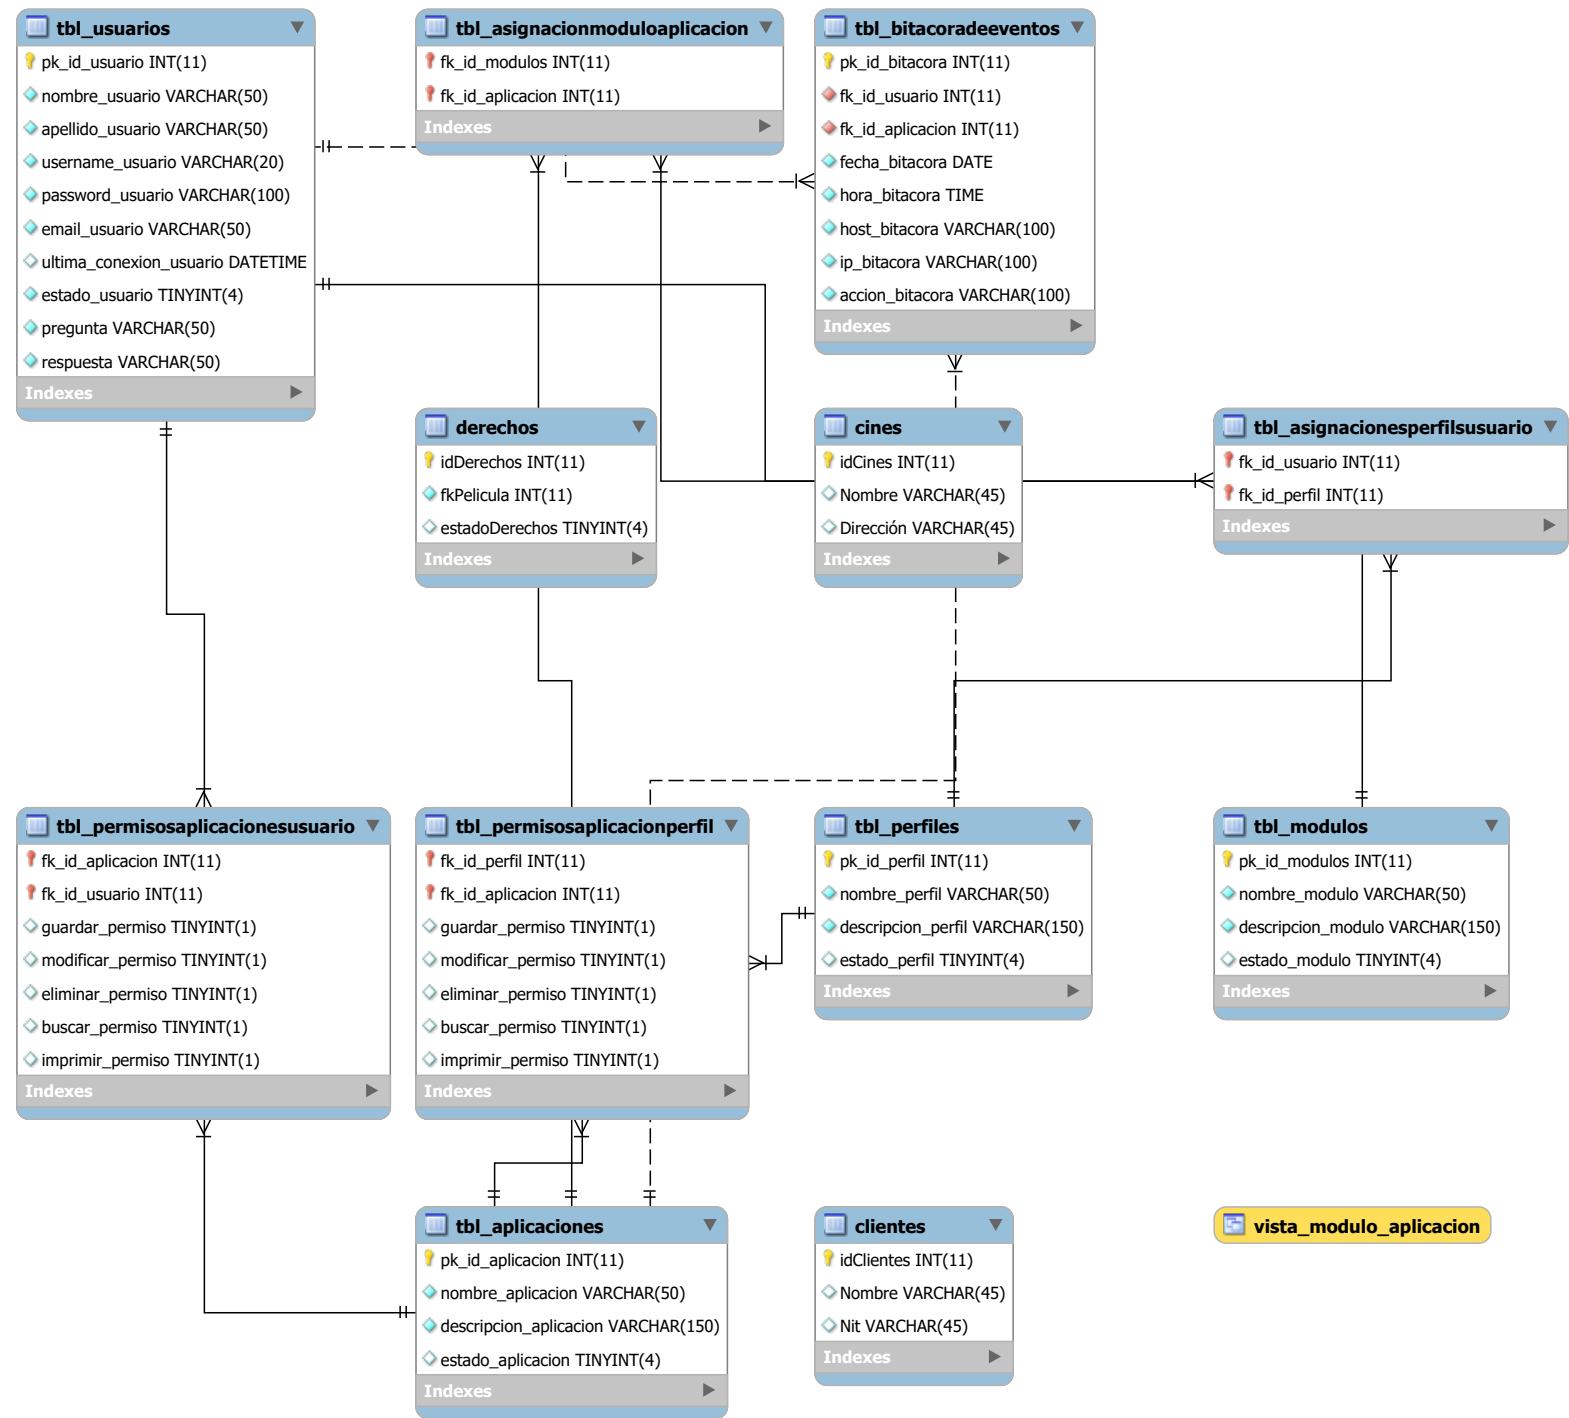 tbl_usuarios
pk_id_usuario INT(11)
nombre_usuario VARCHAR(50)
apellido_usuario VARCHAR(50)
username_usuario VARCHAR(20)
password_usuario VARCHAR(100)
email_usuario VARCHAR(50)
ultima_conexion_usuario DATETIME
estado_usuario TINYINT(4)
pregunta VARCHAR(50)
respuesta VARCHAR(50)
Indexes
tbl_asignacionmoduloaplicacion
fk_id_modulos INT(11)
fk_id_aplicacion INT(11)
Indexes
tbl_bitacoradeeventos
pk_id_bitacora INT(11)
fk_id_usuario INT(11)
fk_id_aplicacion INT(11)
fecha_bitacora DATE
hora_bitacora TIME
host_bitacora VARCHAR(100)
ip_bitacora VARCHAR(100)
accion_bitacora VARCHAR(100)
Indexes
derechos
idDerechos INT(11)
fkPelicula INT(11)
estadoDerechos TINYINT(4)
Indexes
cines
idCines INT(11)
Nombre VARCHAR(45)
Dirección VARCHAR(45)
Indexes
tbl_asignacionesperfilsusuario
fk_id_usuario INT(11)
fk_id_perfil INT(11)
Indexes
tbl_permisosaplicacionesusuario
fk_id_aplicacion INT(11)
fk_id_usuario INT(11)
guardar_permiso TINYINT(1)
modificar_permiso TINYINT(1)
eliminar_permiso TINYINT(1)
buscar_permiso TINYINT(1)
imprimir_permiso TINYINT(1)
Indexes
tbl_permisosaplicacionperfil
fk_id_perfil INT(11)
fk_id_aplicacion INT(11)
guardar_permiso TINYINT(1)
modificar_permiso TINYINT(1)
eliminar_permiso TINYINT(1)
buscar_permiso TINYINT(1)
imprimir_permiso TINYINT(1)
Indexes
tbl_perfiles
pk_id_perfil INT(11)
nombre_perfil VARCHAR(50)
descripcion_perfil VARCHAR(150)
estado_perfil TINYINT(4)
Indexes
tbl_modulos
pk_id_modulos INT(11)
nombre_modulo VARCHAR(50)
descripcion_modulo VARCHAR(150)
estado_modulo TINYINT(4)
Indexes
tbl_aplicaciones
pk_id_aplicacion INT(11)
nombre_aplicacion VARCHAR(50)
descripcion_aplicacion VARCHAR(150)
estado_aplicacion TINYINT(4)
Indexes
clientes
idClientes INT(11)
Nombre VARCHAR(45)
Nit VARCHAR(45)
Indexes
vista_modulo_aplicacion